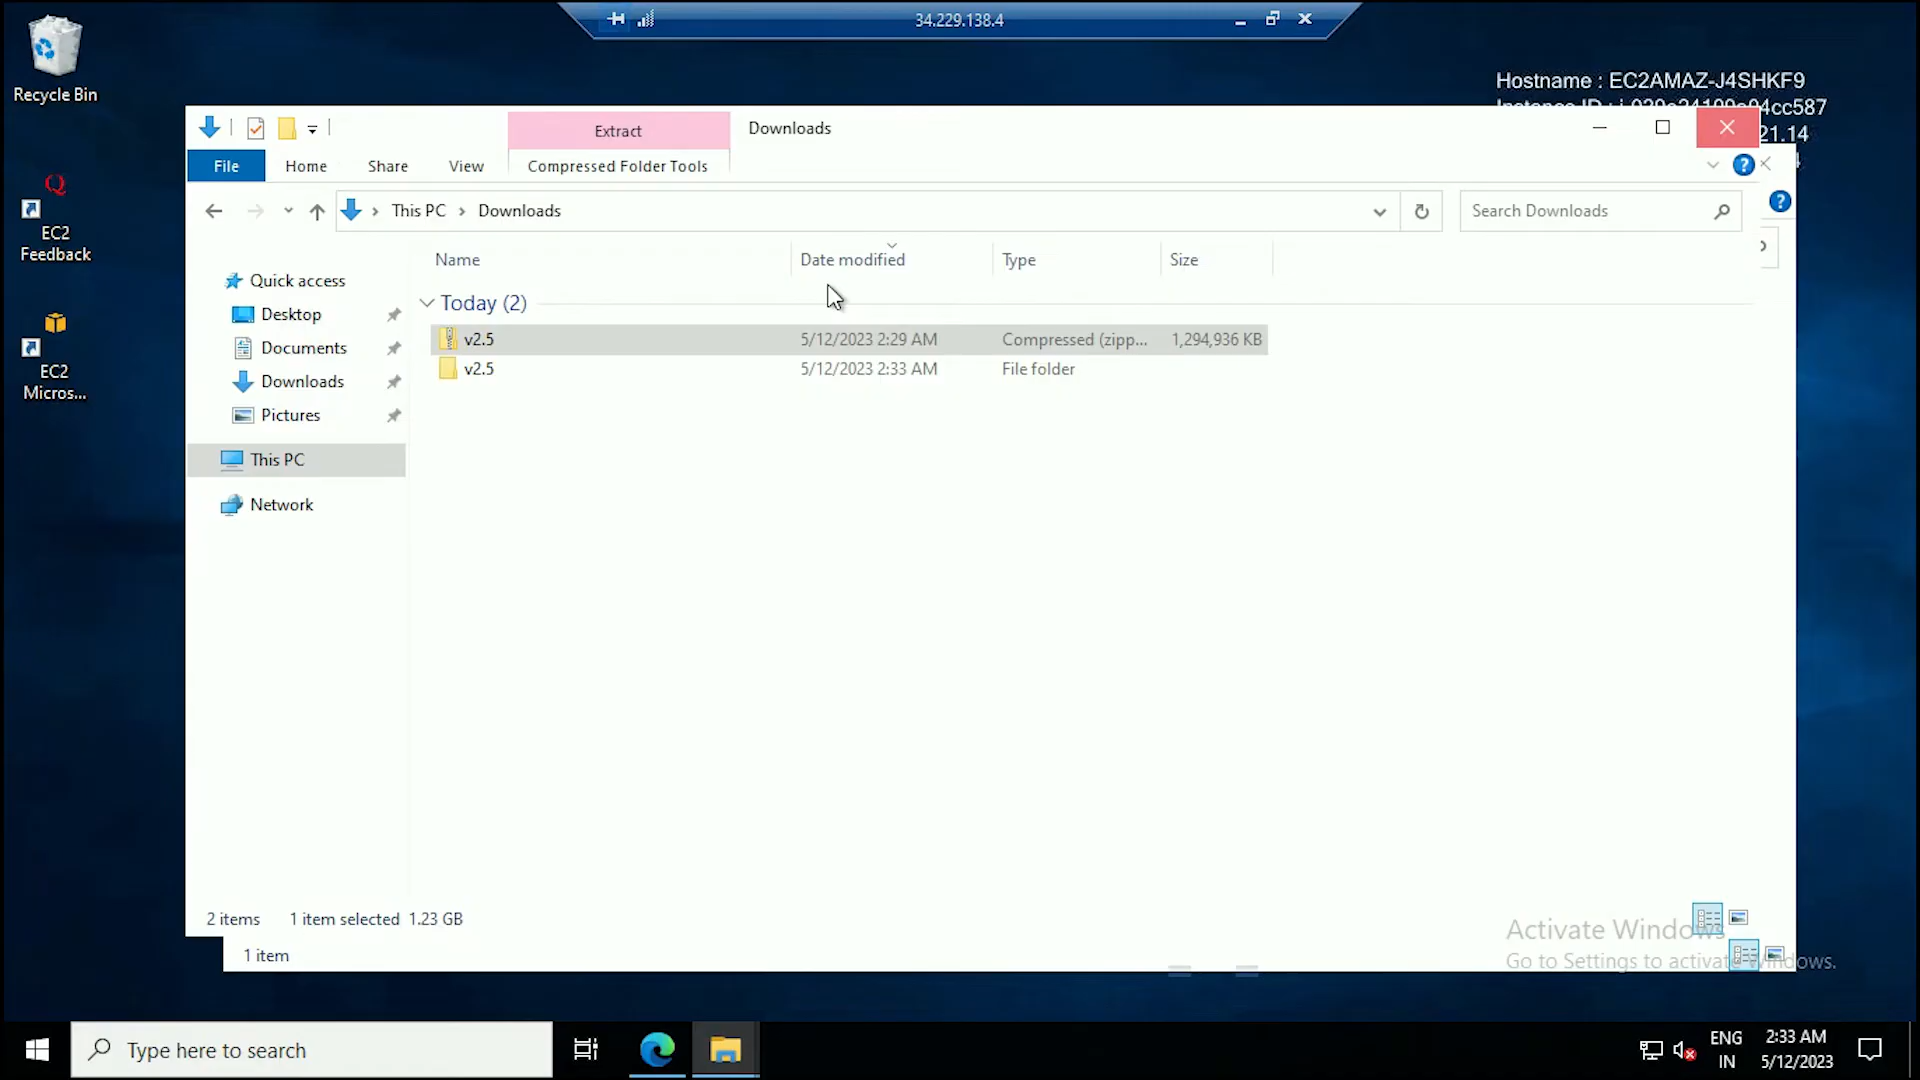 34.229.138.4
Recycle Bin
Hostname : EC2AMAZ-J4SHKF9
4cc587
21.14
Extract
Downloads
File
Home
Share
View
Compressed Folder Tools
This PC
Downloads
Search Downloads
EC2
Feedback
Name
Date modified
Type
Size
Quick access
Today (2)
Desktop
v2.5
5/12/2023 2:29 AM
Compressed (zipp...
1,294,936 KB
Documents
v2.5
5/12/2023 2:33 AM
File folder
EC2
Micros...
Downloads
Pictures
This PC
Network
2 items
1 item selected 1.23 GB
1 item
Activate Windows
Go to Settings to activate Windows.
Type here to search
ENG
IN
2:33 AM
5/12/2023